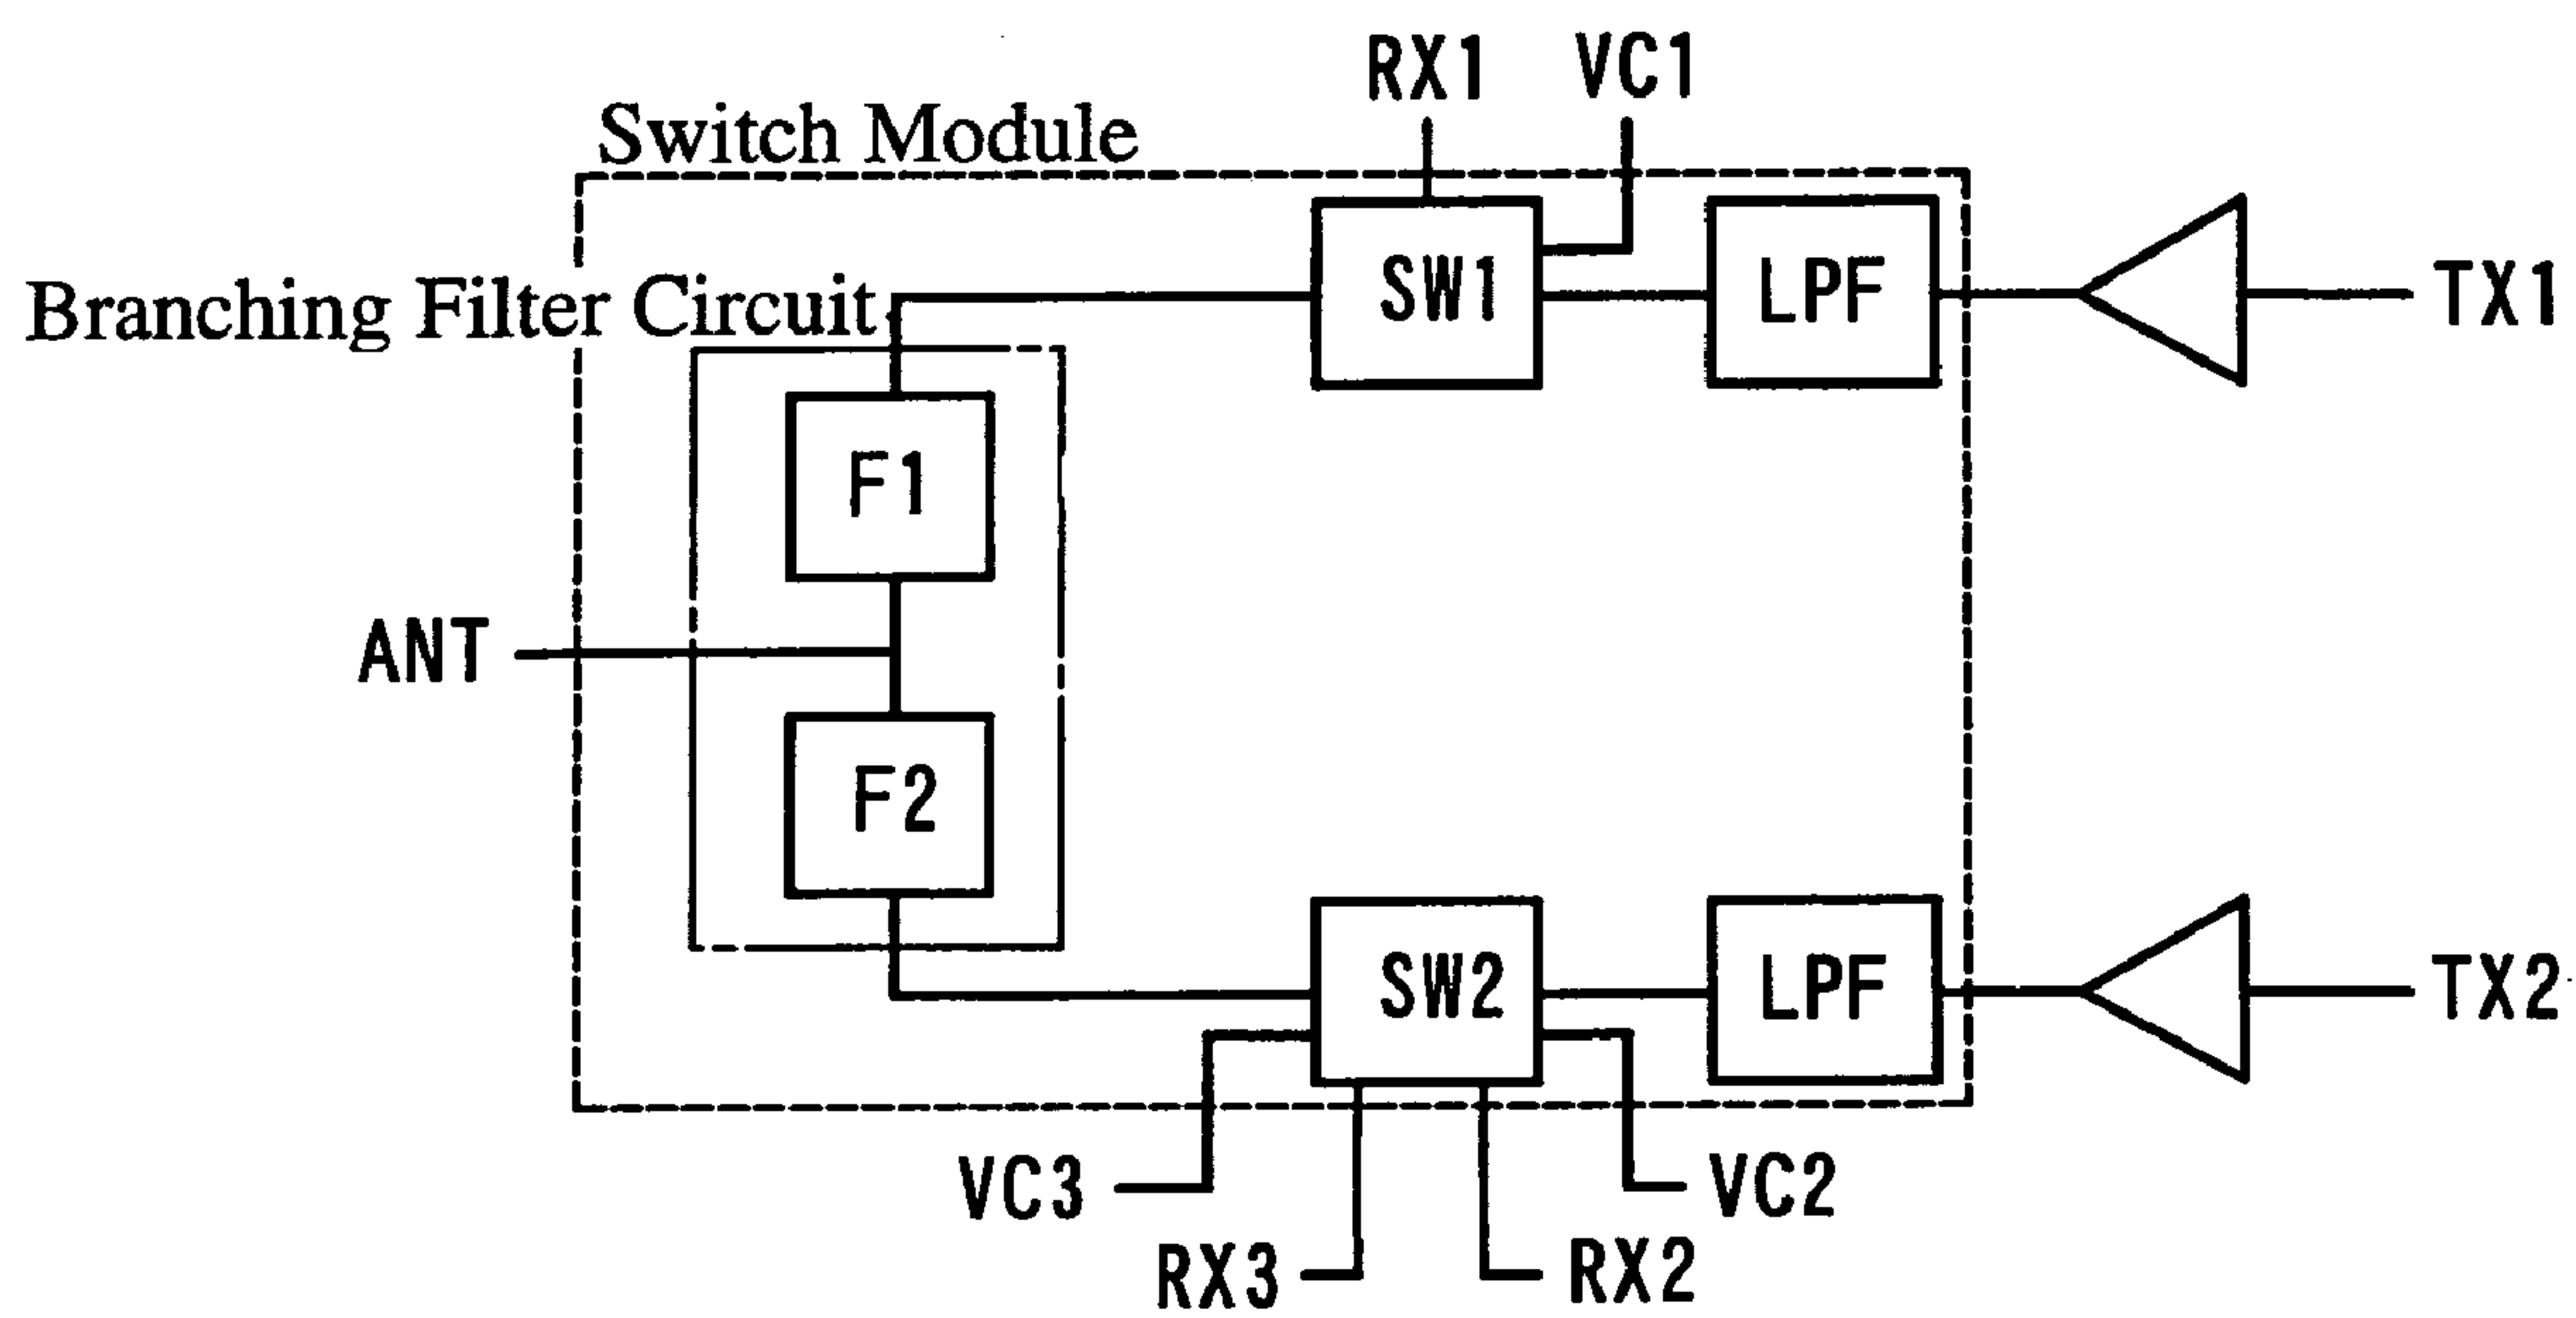 RX1 VC1
Switch Module
SW1 LPF TX1
Branching Filter Circuit
F1
ANT
F2
SW2 LPF TX2
VC3 VC2
RX3 RX2